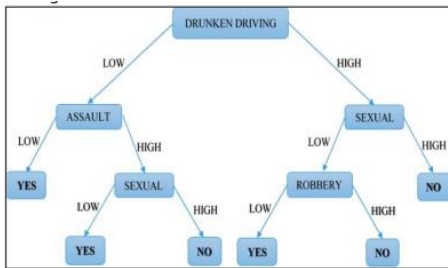 DRUNKEN DRIVING
LOW
HIGH
ASSAULT
SEXUAL
LOW
HIGH
LOW
HIGH
YES
SEXUAL
ROBBERY
NO
LOW
HIGH
LOW
HIGH
YES
NO
YES
NO